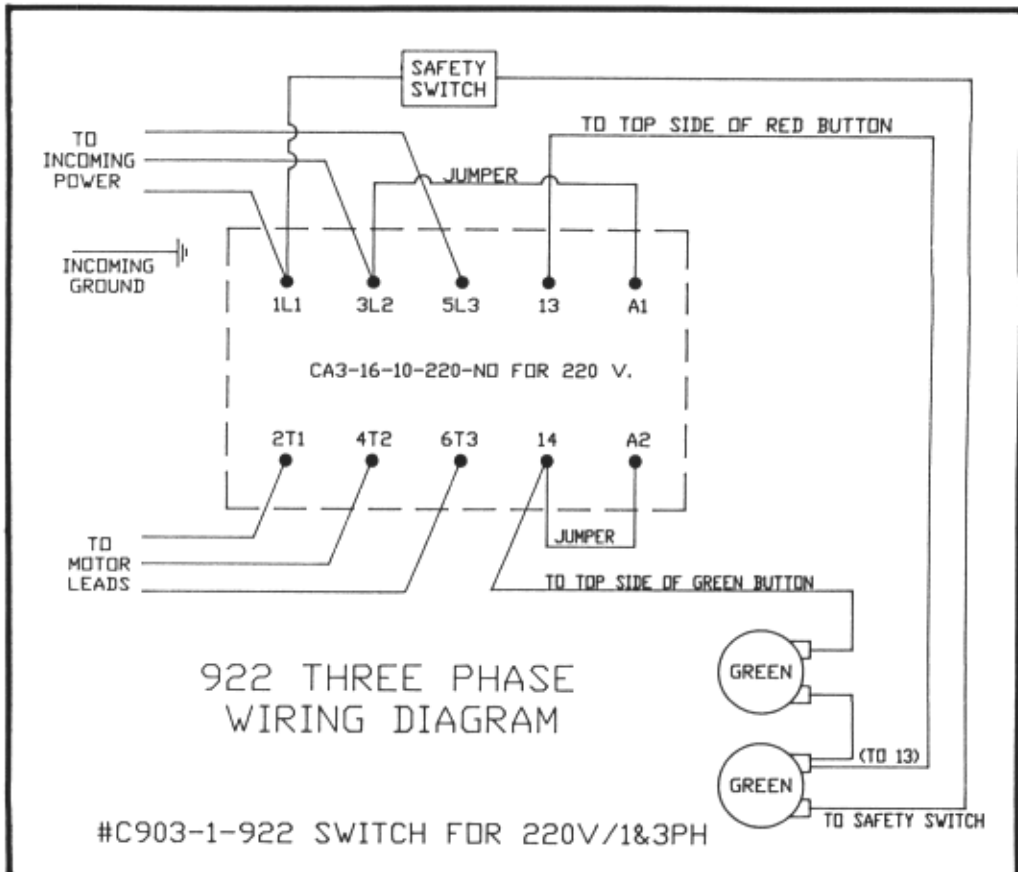 SAFETY
SWITCH
TO TOP SIDE OF RED BUTTON
TO
INCOMING
POWER
JUMPER
INCOMING
GROUND
1L1 3L2 5L3 13 A1
CA3-16-10-220-NO FOR 220 V.
2T1 4T2 6T3 14 A2
JUMPER
TO
MOTOR
LEADS
TO TOP SIDE OF GREEN BUTTON
GREEN
922 THREE PHASE
WIRING DIAGRAM
(TO 13)
GREEN
TO SAFETY SWITCH
#C903-1-922 SWITCH FOR 220V/1&3PH